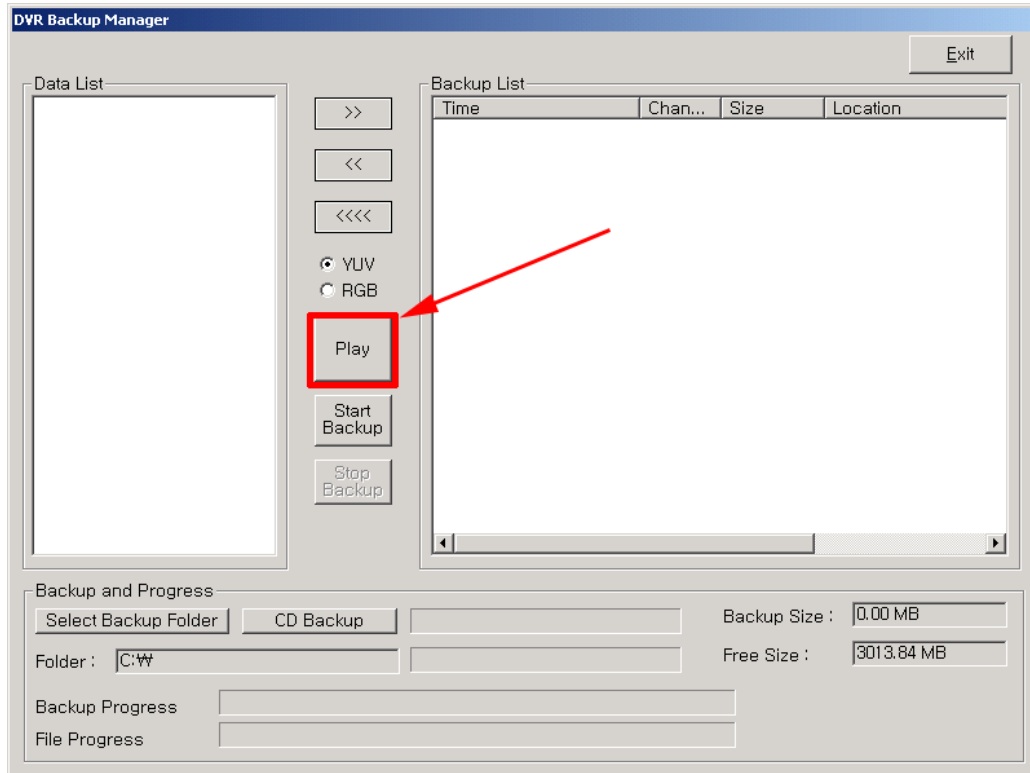 DVR Backup Manager
Exit
Data List
Backup List
Time Chan... Size Location
>>
<<
<<<<
YUV
RGB
Play
Start
Backup
Stop
Backup
Backup and Progress
Select Backup Folder CD Backup
Backup Size : 0.00 MB
Folder : C:₩
Free Size : 3013.84 MB
Backup Progress
File Progress